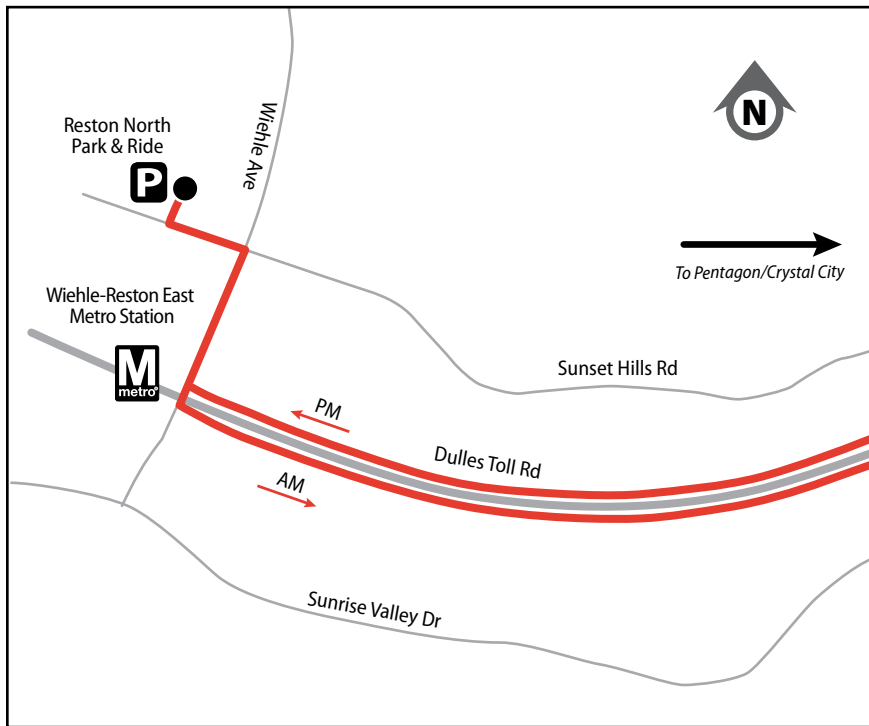 Wiehle Ave
Reston North
Park & Ride
P
N
To Pentagon/Crystal City
Wiehle-Reston East
Metro Station
M
metro®
Sunset Hills Rd
PM
Dulles Toll Rd
AM
Sunrise Valley Dr